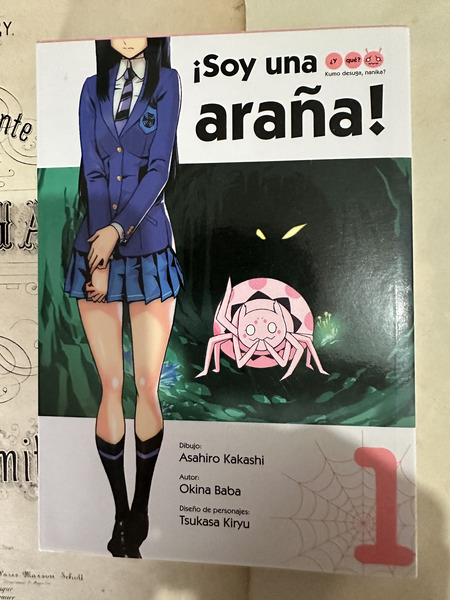 ¡Soy una
¿Y qué?
Kumo desuga, nanika?
araña!
Dibujo:
Asahiro Kakashi
Autor:
Okina Baba
Diseño de personajes:
Tsukasa Kiryu
1